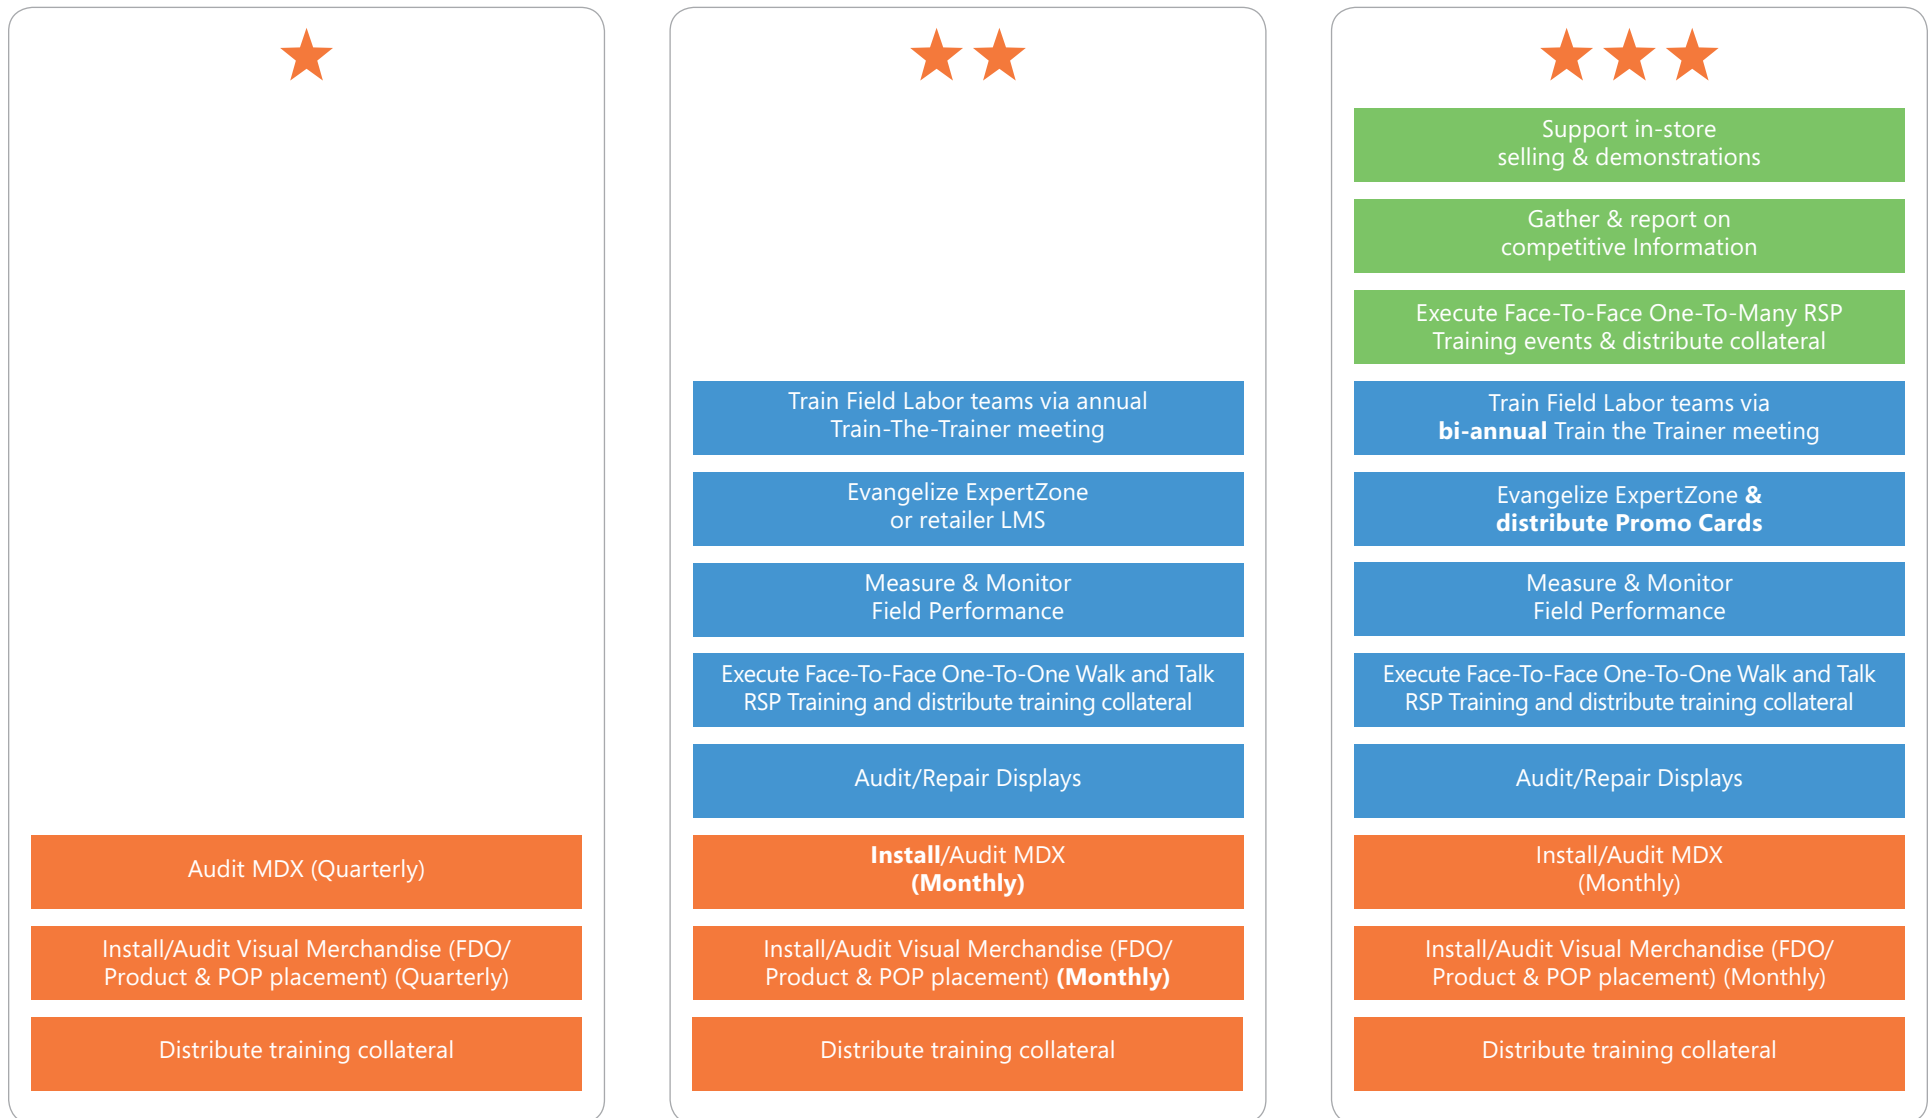 Audit MDX (Quarterly)
Install/Audit Visual Merchandise (FDO/
Product & POP placement) (Quarterly)
Distribute training collateral
Train Field Labor teams via annual
Train-The-Trainer meeting
Evangelize ExpertZone
or retailer LMS
Measure & Monitor
Field Performance
Execute Face-To-Face One-To-One Walk and Talk
RSP Training and distribute training collateral
Audit/Repair Displays
Install/Audit MDX
(Monthly)
Install/Audit Visual Merchandise (FDO/
Product & POP placement) (Monthly)
Distribute training collateral
Support in-store
selling & demonstrations
Gather & report on
competitive Information
Execute Face-To-Face One-To-Many RSP
Training events & distribute collateral
Train Field Labor teams via
bi-annual Train the Trainer meeting
Evangelize ExpertZone &
distribute Promo Cards
Measure & Monitor
Field Performance
Execute Face-To-Face One-To-One Walk and Talk
RSP Training and distribute training collateral
Audit/Repair Displays
Install/Audit MDX
(Monthly)
Install/Audit Visual Merchandise (FDO/
Product & POP placement) (Monthly)
Distribute training collateral